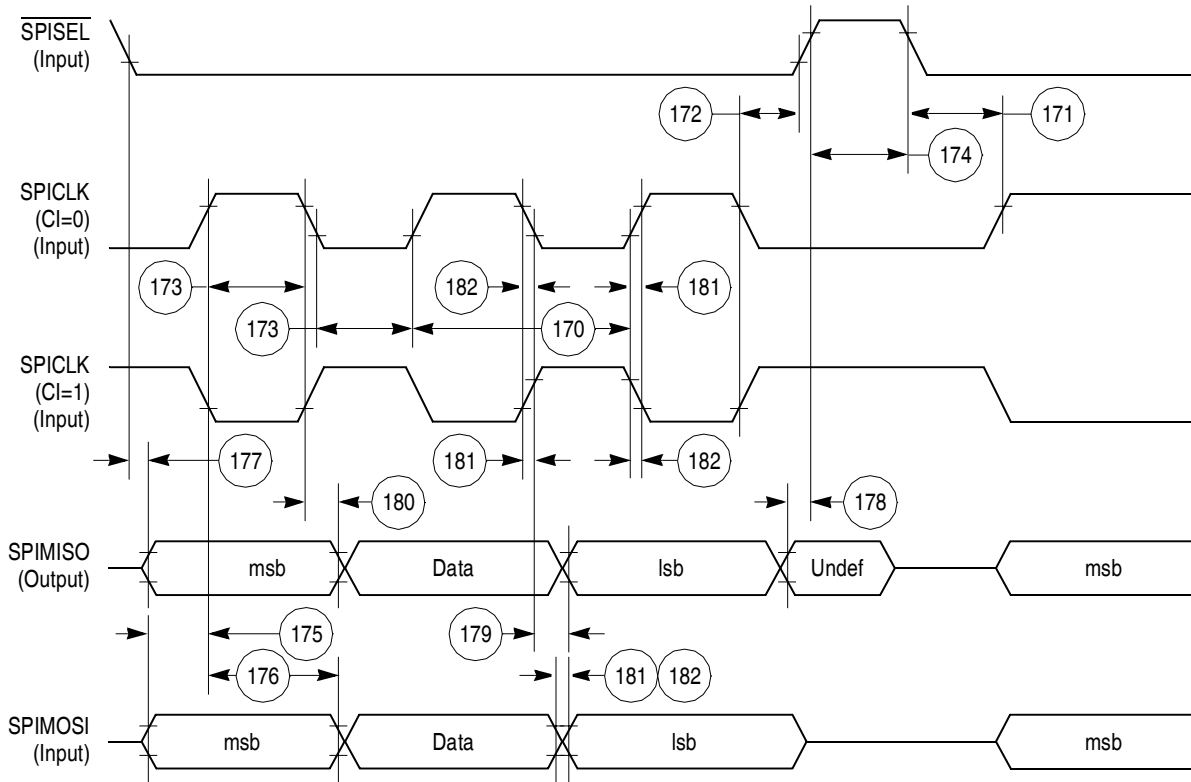 SPISEL
(Input)
172
171
174
SPICLK
(CI=0)
(Input)
173
182
181
173
170
SPICLK
(CI=1)
(Input)
177
181
182
180
178
SPIMISO
(Output)
msb
Data
lsb
Undef
msb
175
179
176
181
182
SPIMOSI
(Input)
msb
Data
lsb
msb